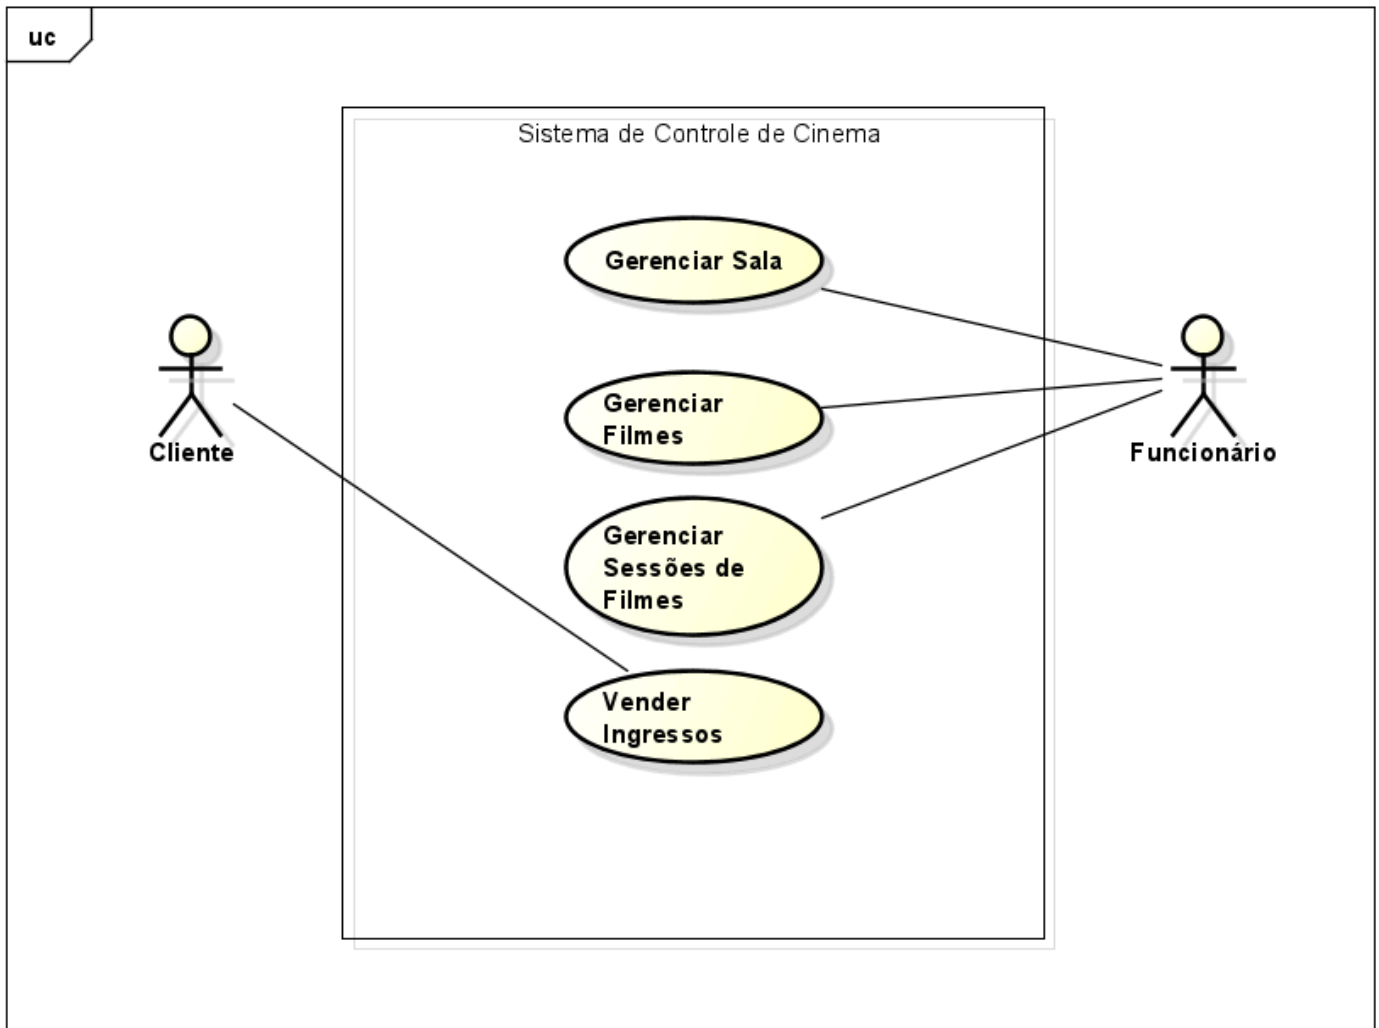 uc
Sistema de Controle de Cinema
Gerenciar Sala
Gerenciar
Filmes
Cliente
Funcionário
Gerenciar
Sessões de
Filmes
Vender
Ingressos